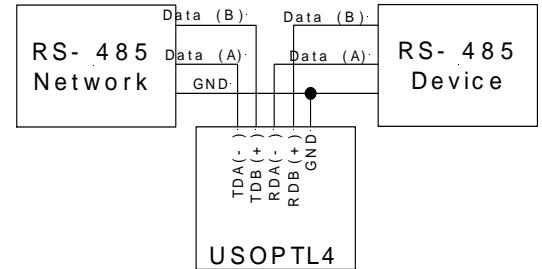 Data (B)
Data (B)
RS- 485
Network
Data (A)
Data (A)
RS- 485
Device
GND
TDA(-)
TDB(+)
RDA(-)
RDB(+)
GND
USOPTL4